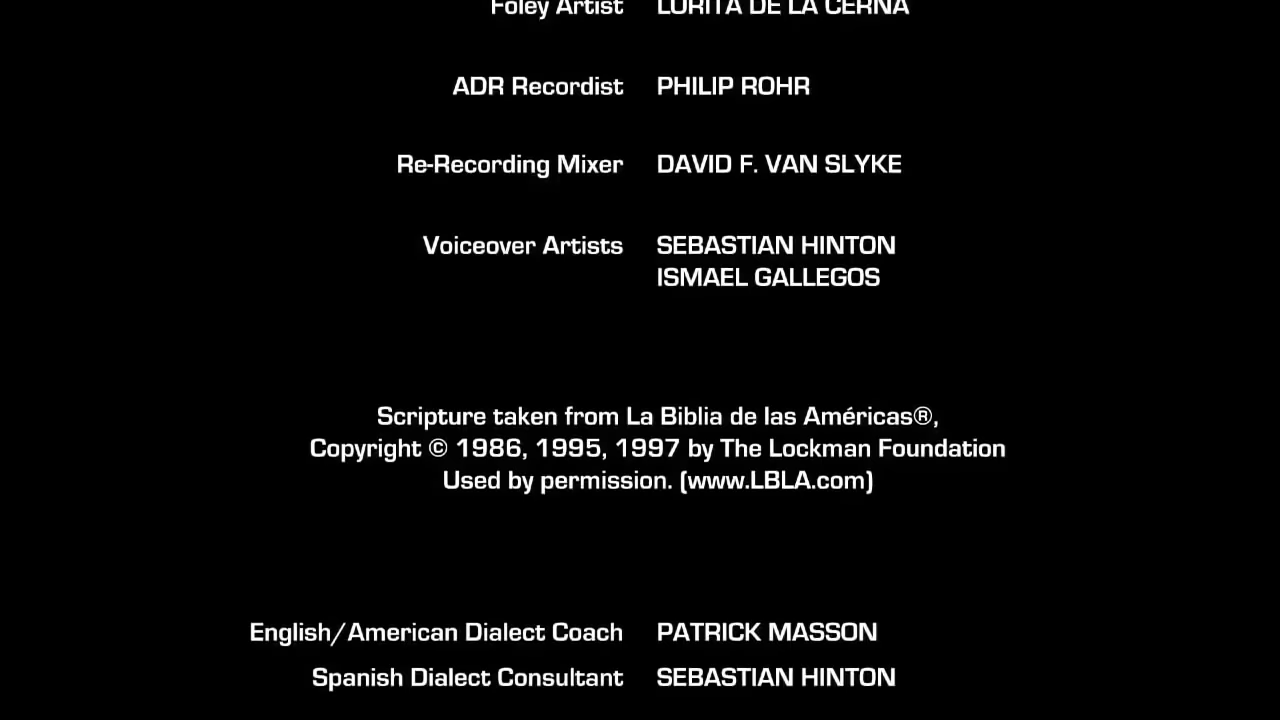 Foley Artist LORITA DE LA CERNA
ADR Recordist PHILIP ROHR
Re-Recording Mixer DAVID F. VAN SLYKE
Voiceover Artists SEBASTIAN HINTON
ISMAEL GALLEGOS
Scripture taken from La Biblia de las Américas®,
Copyright © 1986, 1995, 1997 by The Lockman Foundation
Used by permission. (www.LBLA.com)
English/American Dialect Coach PATRICK MASSON
Spanish Dialect Consultant SEBASTIAN HINTON